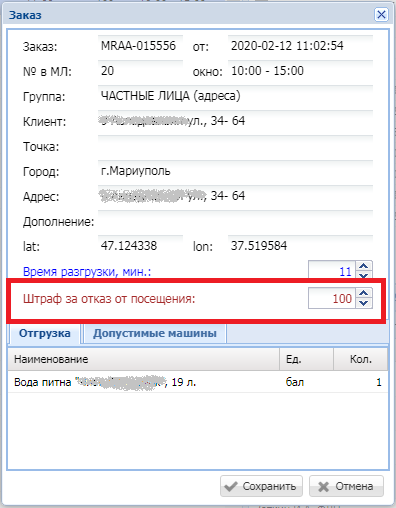 Заказ
Заказ: MRAA-015556 от: 2020-02-12 11:02:54
№ в МЛ: 20 окно: 10:00 - 15:00
Группа: ЧАСТНЫЕ ЛИЦА (адреса)
Клиент: ул., 34- 64
Точка:
Город: г.Мариуполь
Адрес: ул., 34- 64
Дополнение:
lat: 47.124338 lon: 37.519584
Время разгрузки, мин.: 11
Штраф за отказ от посещения: 100
Отгрузка Допустимые машины
Наименование Ед. Кол.
Вода питна " ", 19 л. бал 1
Сохранить Отмена